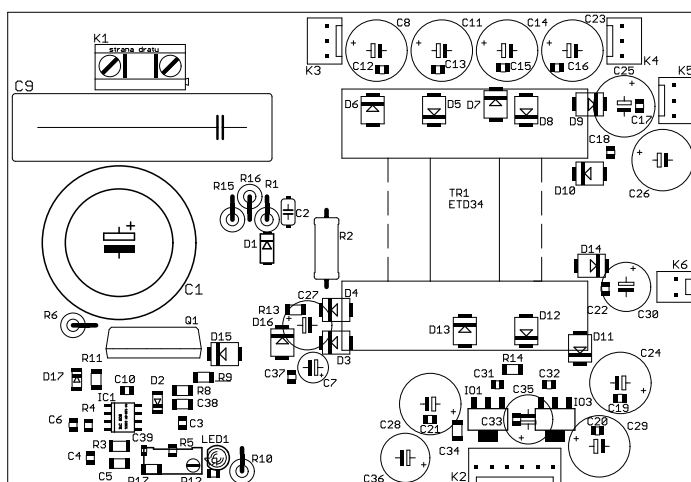 K1
strana dratu
C9
K3
C8
C12
C11
C13
C14
C15
C23
C16
K4
C25
K5
C17
D6
D5
D7
D8
D9
C18
D10
C26
R15
R16
R1
C2
D1
R2
TR1
ETD34
C1
D14
K6
C22
C30
R6
Q1
R13
C27
D4
D16
D3
D15
D13
D12
D11
C37
C7
D17
R11
C10
D2
R9
R8
C38
C3
C6
R4
IC1
R3
C39
C4
C5
R5
LED1
R17
R12
R10
R14
C31
C32
C24
IO1
C35
IO3
C19
C28
C21
C33
C20
C29
C34
C36
K2